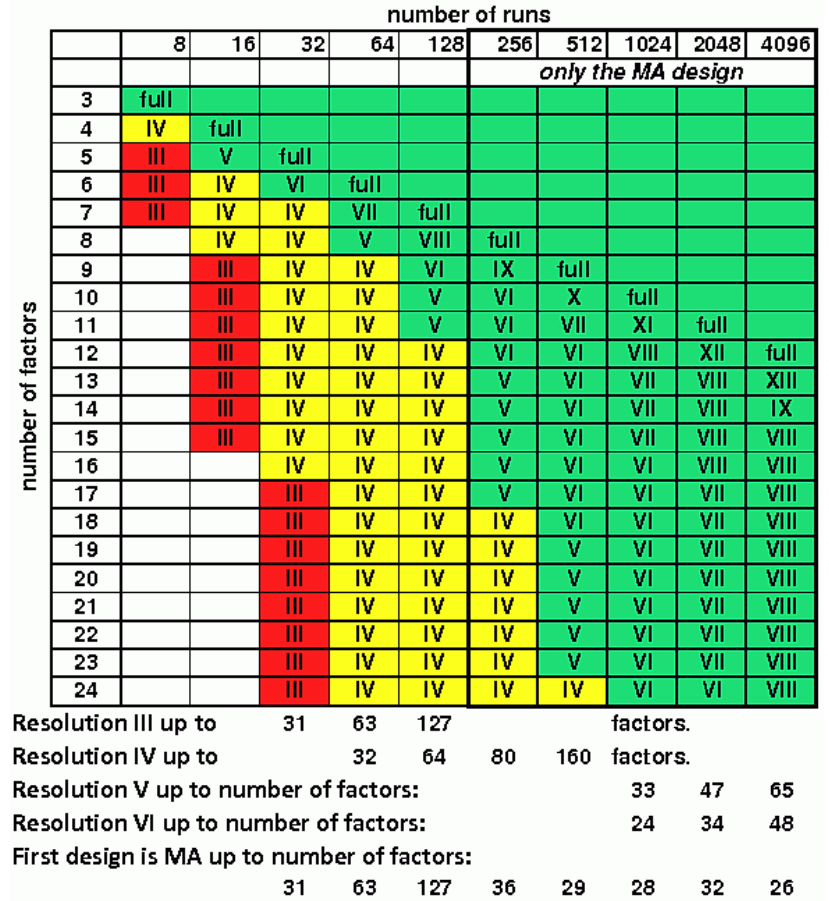 number of runs
8 16 32 64 128 256 512 1024 2048 4096
only the MA design
number of factors
3 full
4 IV full
5 III V full
6 III IV VI full
7 III IV IV VII full
8 IV IV V VIII full
9 III IV IV VI IX full
10 III IV IV V VI X full
11 III IV IV V VI VII XI full
12 III IV IV IV VI VI VIII XII full
13 III IV IV IV V VI VII VIII XIII
14 III IV IV IV V VI VII VIII IX
15 III IV IV IV V VI VII VIII VIII
16 IV IV IV V VI VI VIII VIII
17 III IV IV V VI VI VII VIII
18 III IV IV IV VI VI VII VIII
19 III IV IV IV V VI VII VIII
20 III IV IV IV V VI VII VIII
21 III IV IV IV V VI VII VIII
22 III IV IV IV V VI VII VIII
23 III IV IV IV V VI VII VIII
24 III IV IV IV IV VI VI VIII
Resolution III up to 31 63 127 factors.
Resolution IV up to 32 64 80 160 factors.
Resolution V up to number of factors: 33 47 65
Resolution VI up to number of factors: 24 34 48
First design is MA up to number of factors:
31 63 127 36 29 28 32 26